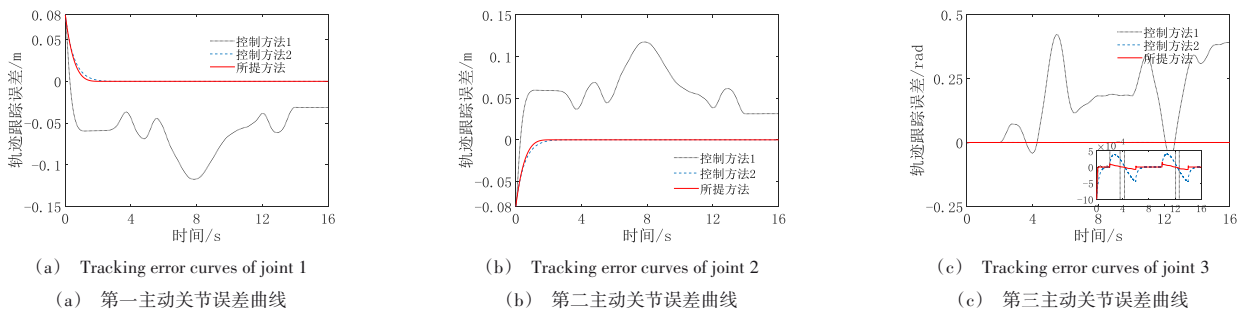 0.08
0.05
0
-0.05
-0.1
-0.15
0
4
8
12
16
轨迹跟踪误差/m
时间/s
控制方法1
控制方法2
所提方法
(a) Tracking error curves of joint 1
(a) 第一主动关节误差曲线
0.15
0.1
0.05
0
-0.05
-0.08
0
4
8
12
16
轨迹跟踪误差/m
时间/s
控制方法1
控制方法2
所提方法
(b) Tracking error curves of joint 2
(b) 第二主动关节误差曲线
0.5
0.25
0
-0.25
0
4
8
12
16
轨迹跟踪误差/rad
时间/s
控制方法1
控制方法2
所提方法
5
0
-5
-10
0
4
8
12
16
(c) Tracking error curves of joint 3
(c) 第三主动关节误差曲线